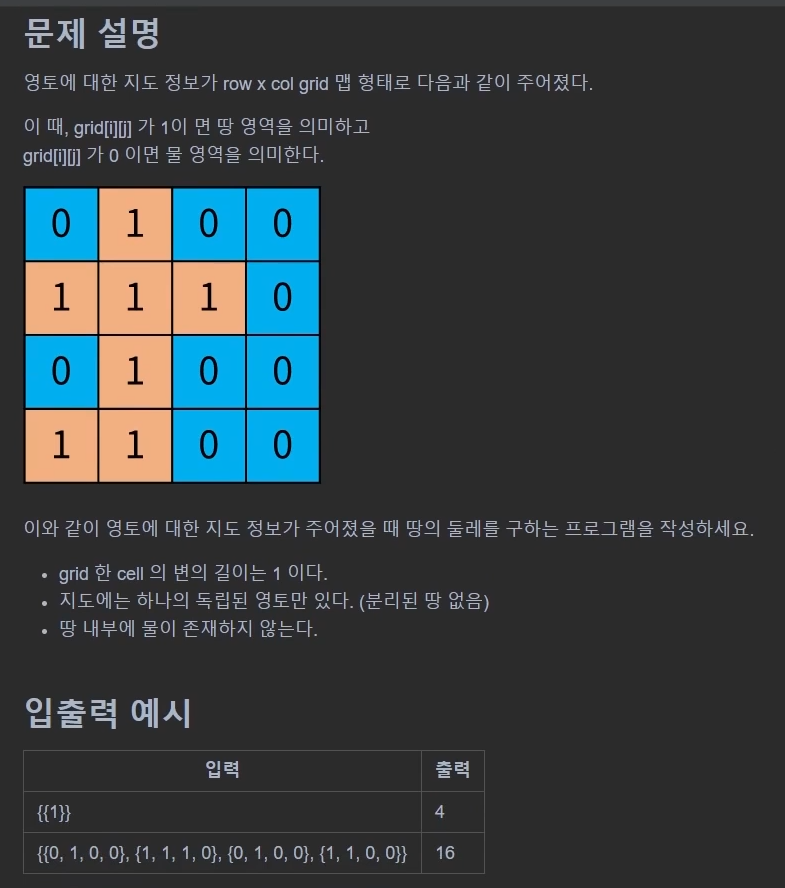 문제 설명
영토에 대한 지도 정보가 row x col grid 맵 형태로 다음과 같이 주어졌다.
이 때, grid[i][j] 가 1이 면 땅 영역을 의미하고
grid[i][j] 가 0 이면 물 영역을 의미한다.
0 1 0 0
1 1 1 0
0 1 0 0
1 1 0 0
이와 같이 영토에 대한 지도 정보가 주어졌을 때 땅의 둘레를 구하는 프로그램을 작성하세요.
• grid 한 cell 의 변의 길이는 1 이다.
• 지도에는 하나의 독립된 영토만 있다. (분리된 땅 없음)
• 땅 내부에 물이 존재하지 않는다.
입출력 예시
입력 출력
{{1}} 4
{{0, 1, 0, 0}, {1, 1, 1, 0}, {0, 1, 0, 0}, {1, 1, 0, 0}} 16